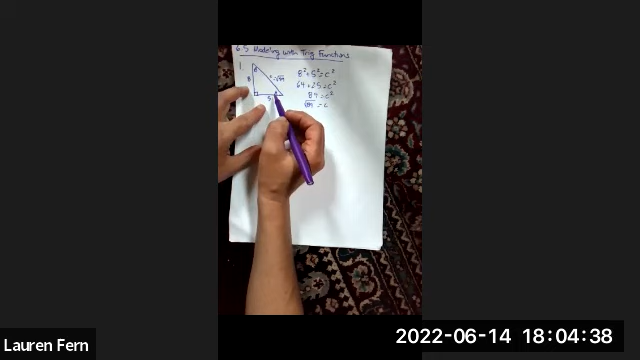 6.5 Modeling with Trig Functions
1.
8² + 5² = c²
64 + 25 = c²
8
89 = c²
5
√89 = c
Lauren Fern
2022-06-14 18:04:38